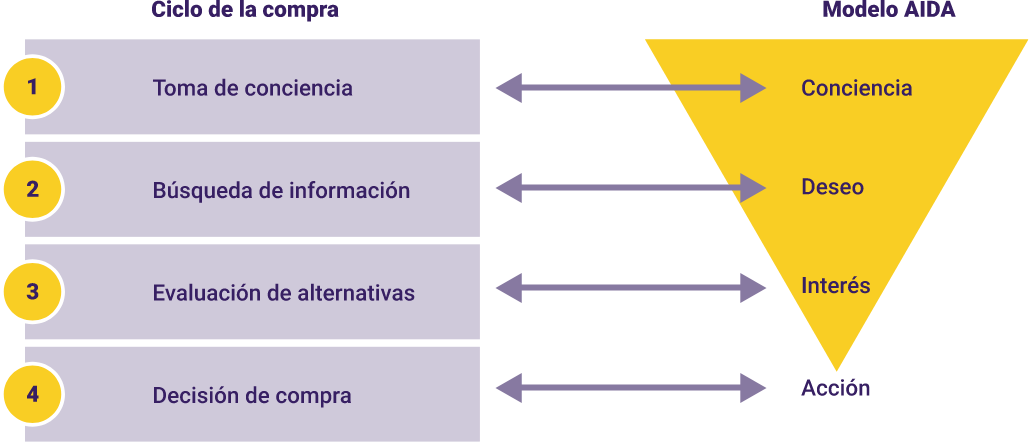 Ciclo de la compra
Modelo AIDA
1
Toma de conciencia
Conciencia
2
Búsqueda de información
Deseo
3
Evaluación de alternativas
Interés
4
Decisión de compra
Acción